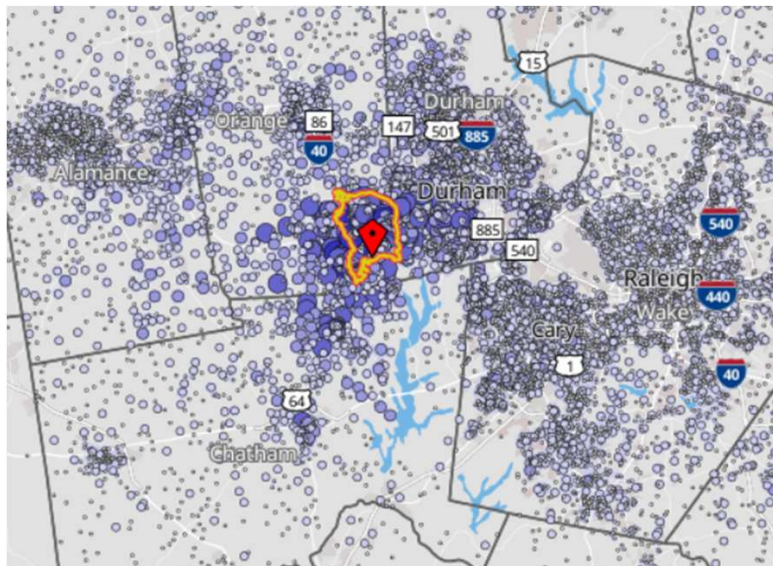 15
Durham
Orange
86
147
501
885
40
Alamance
Durham
885
540
540
Raleigh
440
Wake
Cary
1
40
64
Chatham